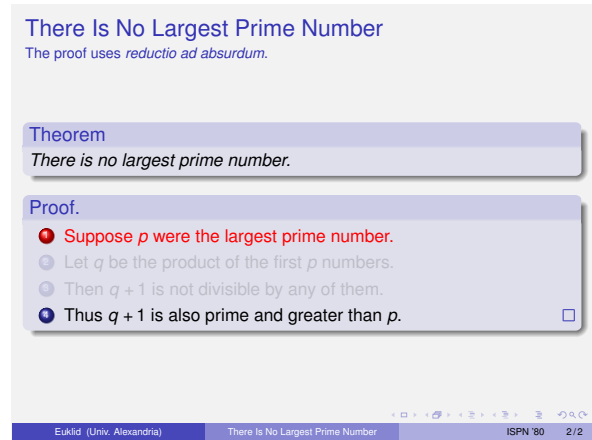 There Is No Largest Prime Number
The proof uses reductio ad absurdum.
Theorem
There is no largest prime number.
Proof.
1 Suppose p were the largest prime number.
2 Let q be the product of the first p numbers.
3 Then q + 1 is not divisible by any of them.
4 Thus q + 1 is also prime and greater than p. □
Euklid (Univ. Alexandria) There Is No Largest Prime Number ISPN '80 2 / 2